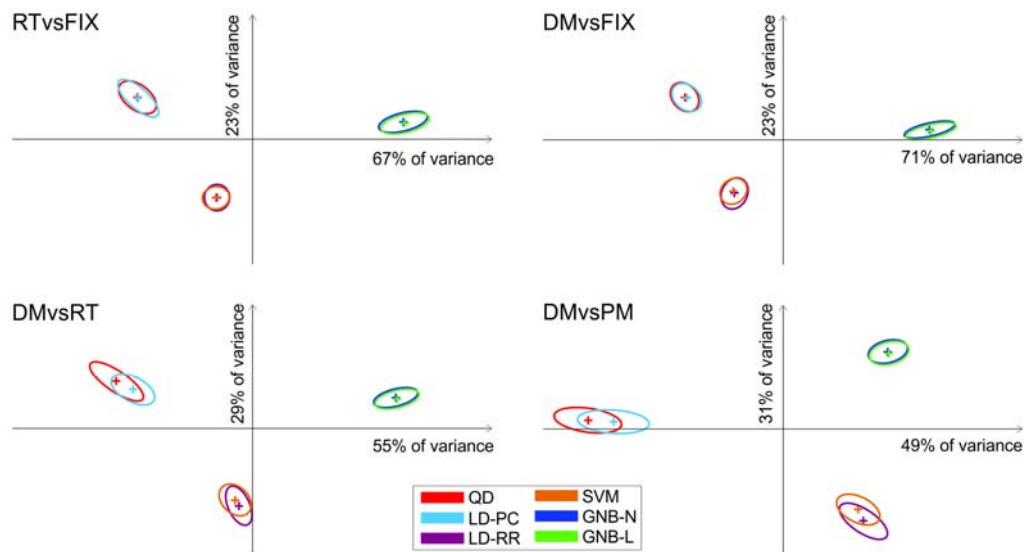 RTvsFIX
23% of variance
67% of variance
DMvsFIX
23% of variance
71% of variance
DMvsRT
29% of variance
55% of variance
DMvsPM
31% of variance
49% of variance
QD
LD-PC
LD-RR
SVM
GNB-N
GNB-L